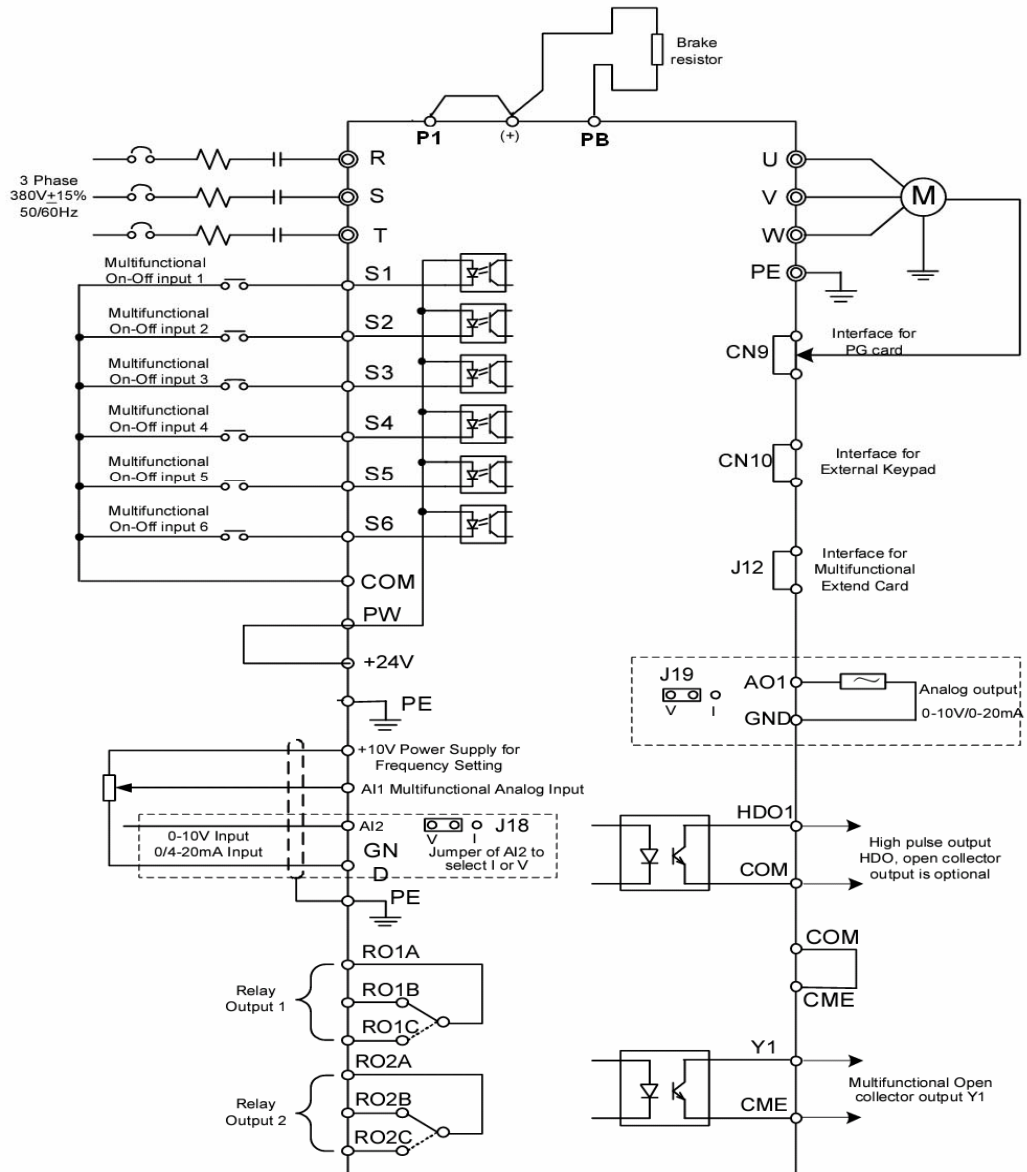 Brake
resistor
P1
(+)
PB
R
S
T
3 Phase
380V±15%
50/60Hz
U
V
W
PE
M
Multifunctional
On-Off input 1
S1
Multifunctional
On-Off input 2
S2
Multifunctional
On-Off input 3
S3
Multifunctional
On-Off input 4
S4
Multifunctional
On-Off input 5
S5
Multifunctional
On-Off input 6
S6
COM
PW
+24V
PE
CN9
Interface for
PG card
CN10
Interface for
External Keypad
J12
Interface for
Multifunctional
Extend Card
J19
V I
AO1
GND
Analog output
0-10V/0-20mA
+10V Power Supply for
Frequency Setting
AI1 Multifunctional Analog Input
0-10V Input
0/4-20mA Input
AI2
GN
D
J18
V I
Jumper of AI2 to
select I or V
PE
HDO1
COM
High pulse output
HDO, open collector
output is optional
COM
CME
Relay
Output 1
RO1A
RO1B
RO1C
Relay
Output 2
RO2A
RO2B
RO2C
Y1
CME
Multifunctional Open
collector output Y1